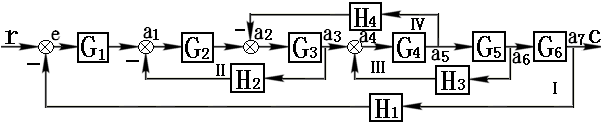 − H₄ IV
r e G₁ a₁ G₂ a₂ G₃ a₃ a₄ G₄ a₅ G₅ a₆ G₆ a₇ c
− − II H₂ III H₃
H₁ I